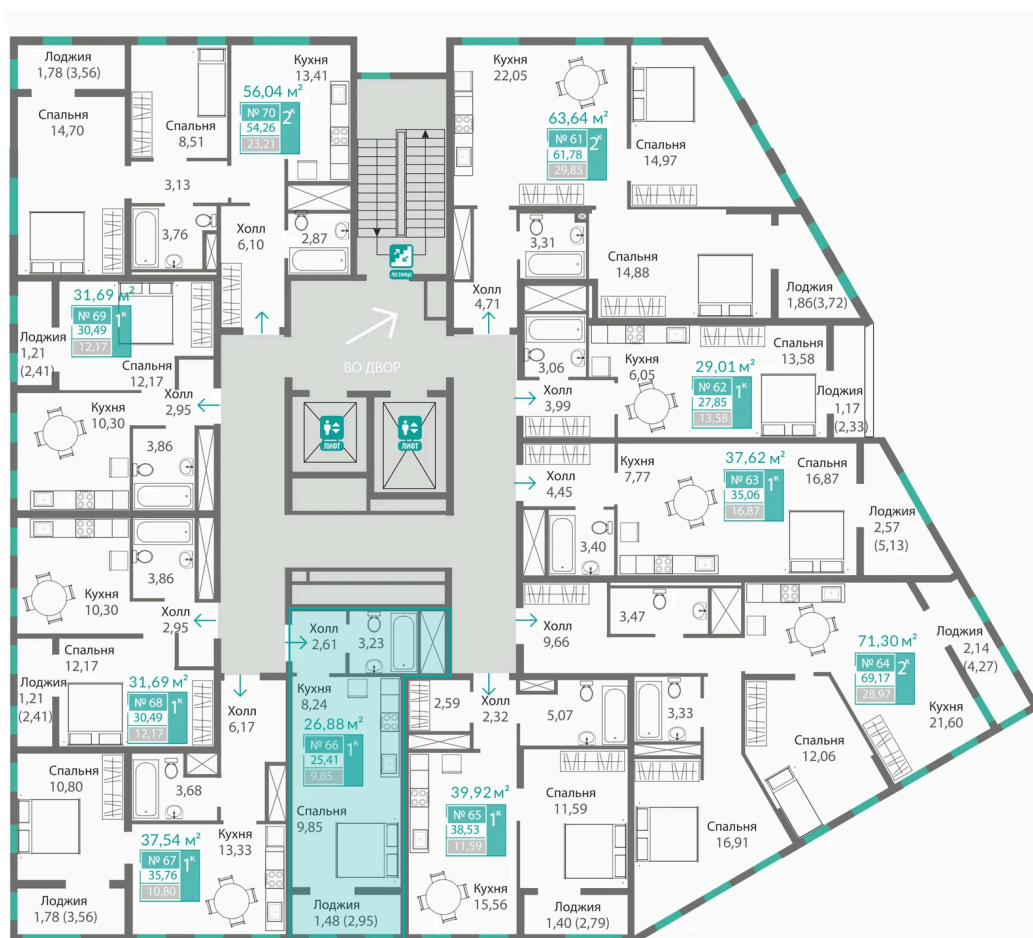 Лоджия
1,78 (3,56)
Спальня
14,70
Спальня
8,51
Кухня
13,41
56,04 м²
№ 70
54,26
23,21
2к
3,13
3,76
Холл
6,10
2,87
ЛЕСТНИЦА
Кухня
22,05
63,64 м²
№ 61
61,78
29,85
2к
Спальня
14,97
3,31
Спальня
14,88
Холл
4,71
Лоджия
1,86(3,72)
31,69 м²
№ 69
30,49
12,17
1к
Лоджия
1,21
(2,41)
Спальня
12,17
Холл
2,95
Кухня
10,30
3,86
ВО ДВОР
ЛИФТ
ЛИФТ
3,06
Кухня
6,05
29,01 м²
№ 62
27,85
13,58
1к
Спальня
13,58
Холл
3,99
Лоджия
1,17
(2,33)
Холл
4,45
Кухня
7,77
37,62 м²
№ 63
35,06
16,87
1к
Спальня
16,87
3,40
Лоджия
2,57
(5,13)
3,86
Кухня
10,30
Холл
2,95
Спальня
12,17
Лоджия
1,21
(2,41)
31,69 м²
№ 68
30,49
12,17
1к
Холл
6,17
Холл
2,61
3,23
Кухня
8,24
26,88 м²
№ 66
25,41
9,85
1к
Спальня
9,85
Лоджия
1,48 (2,95)
Холл
9,66
3,47
71,30 м²
№ 64
69,17
28,97
2к
Лоджия
2,14
(4,27)
Кухня
21,60
3,33
Спальня
12,06
Спальня
16,91
2,59
Холл
2,32
5,07
39,92 м²
№ 65
38,53
11,59
1к
Спальня
11,59
Кухня
15,56
Лоджия
1,40 (2,79)
Спальня
10,80
3,68
37,54 м²
№ 67
35,76
10,80
1к
Кухня
13,33
Лоджия
1,78 (3,56)